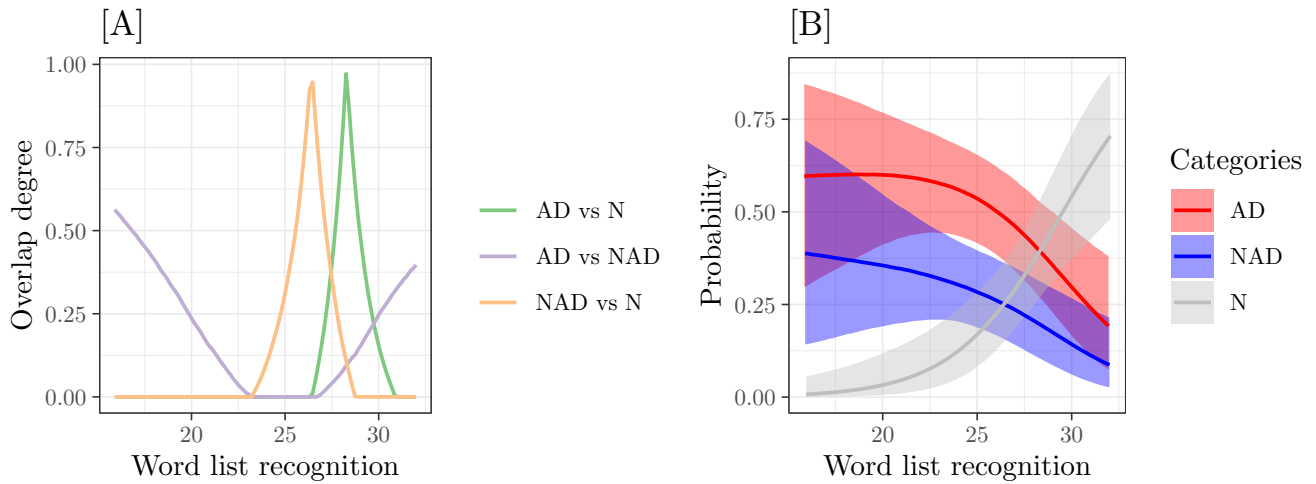 [A]
1.00
0.75
0.50
0.25
0.00
Overlap degree
20 25 30
Word list recognition
AD vs N
AD vs NAD
NAD vs N
[B]
0.75
0.50
0.25
0.00
Probability
20 25 30
Word list recognition
Categories
AD
NAD
N